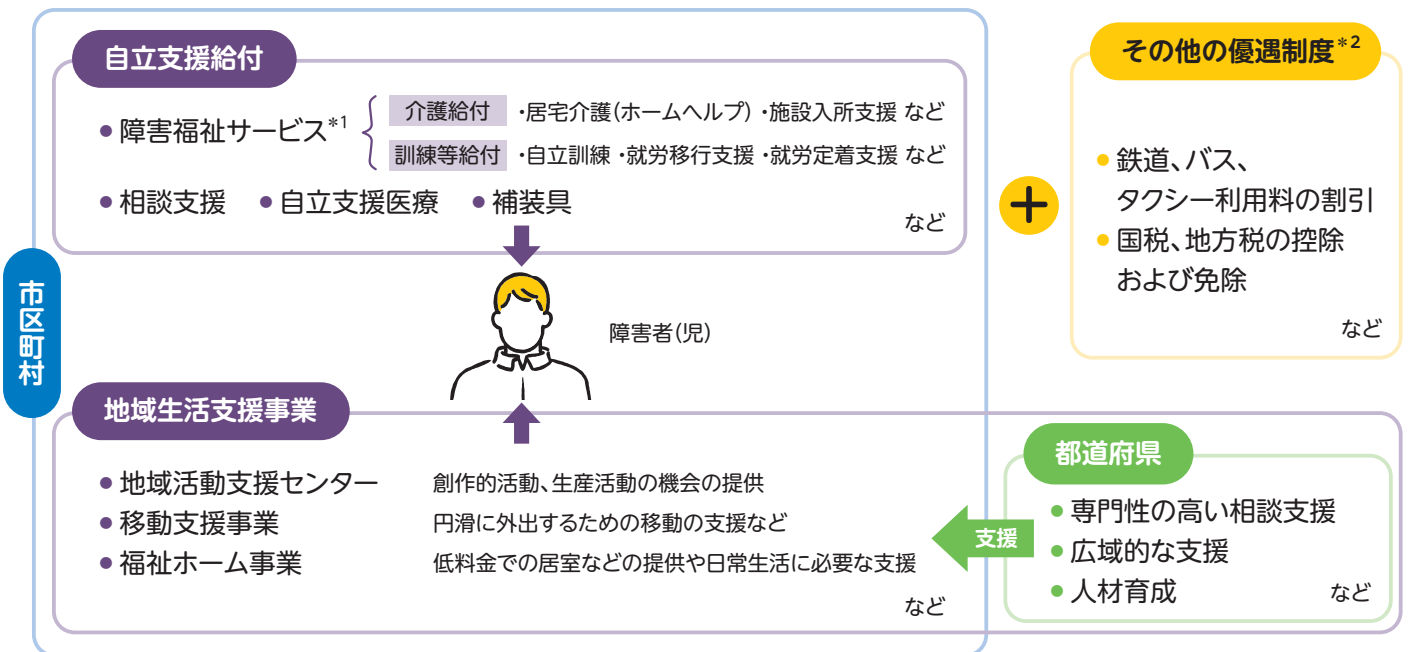 市区町村
自立支援給付
●障害福祉サービス*1
介護給付 ・居宅介護(ホームヘルプ) ・施設入所支援 など
訓練等給付 ・自立訓練 ・就労移行支援 ・就労定着支援 など
●相談支援 ●自立支援医療 ●補装具
など
障害者(児)
地域生活支援事業
●地域活動支援センター 創作的活動、生産活動の機会の提供
●移動支援事業 円滑に外出するための移動の支援など
●福祉ホーム事業 低料金での居室などの提供や日常生活に必要な支援
など
支援
都道府県
●専門性の高い相談支援
●広域的な支援
●人材育成 など
+
その他の優遇制度*2
●鉄道、バス、
タクシー利用料の割引
●国税、地方税の控除
および免除
など